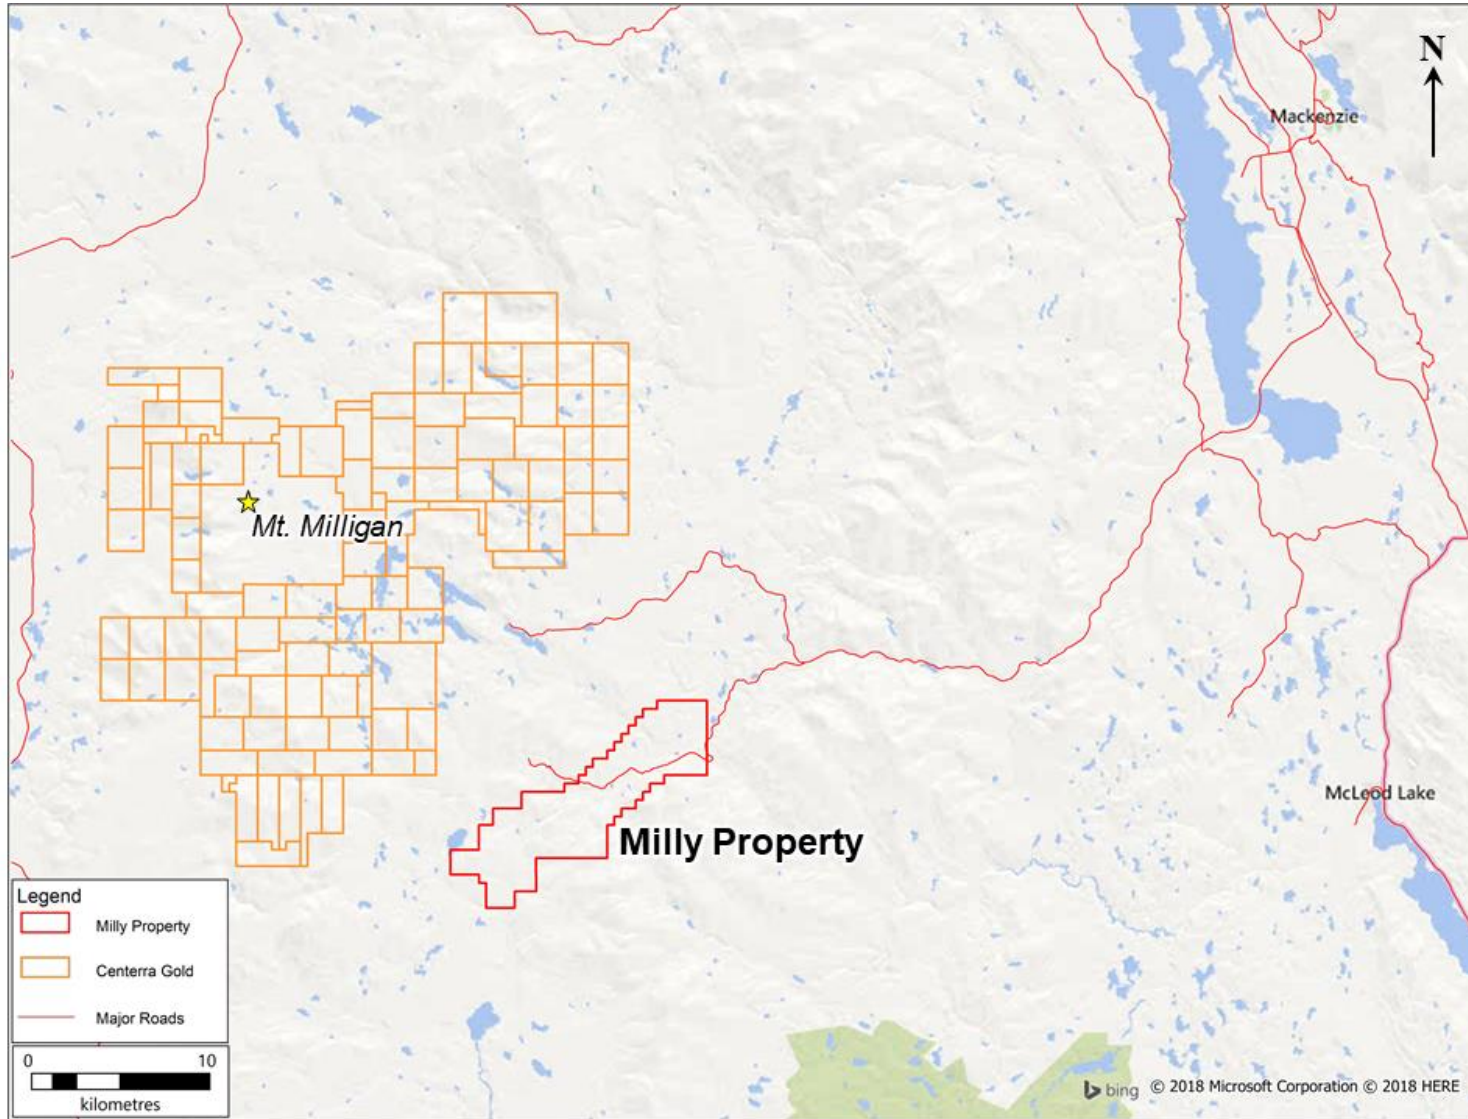 N
Mackenzie
Mt. Milligan
McLeod Lake
Milly Property
Legend
Milly Property
Centerra Gold
Major Roads
0 10
kilometres
bing © 2018 Microsoft Corporation © 2018 HERE